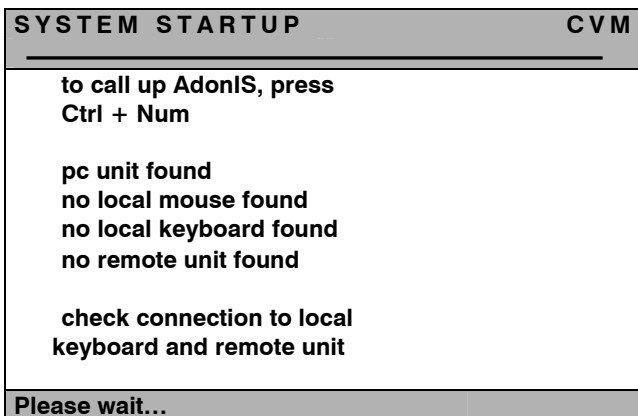 SYSTEM STARTUP CVM
to call up AdonIS, press
Ctrl + Num
pc unit found
no local mouse found
no local keyboard found
no remote unit found
check connection to local
keyboard and remote unit
Please wait...